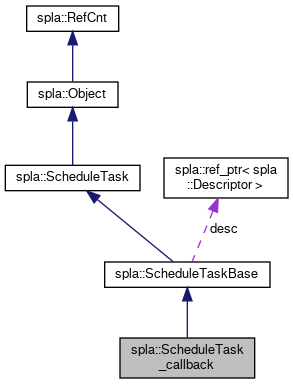 spla::RefCnt
spla::Object
spla::ScheduleTask
spla::ref_ptr< spla
::Descriptor >
desc
spla::ScheduleTaskBase
spla::ScheduleTask
_callback